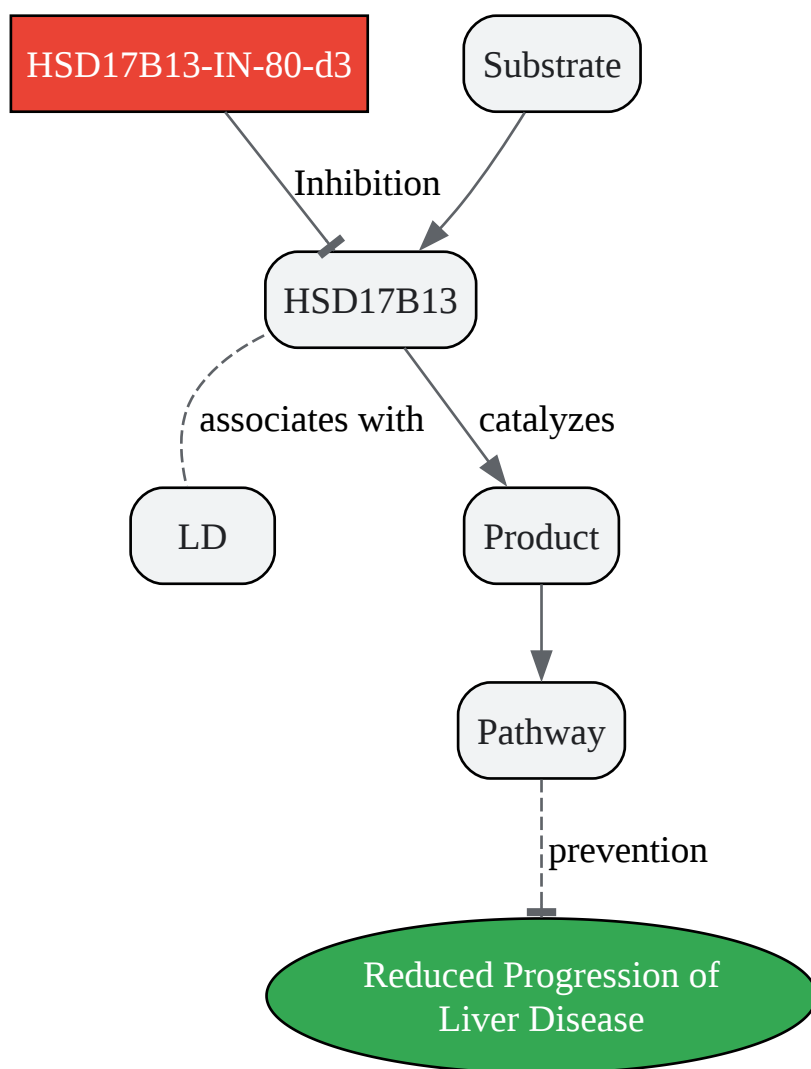 HSD17B13-IN-80-d3
Substrate
Inhibition
HSD17B13
associates with
catalyzes
LD
Product
Pathway
prevention
Reduced Progression of
Liver Disease